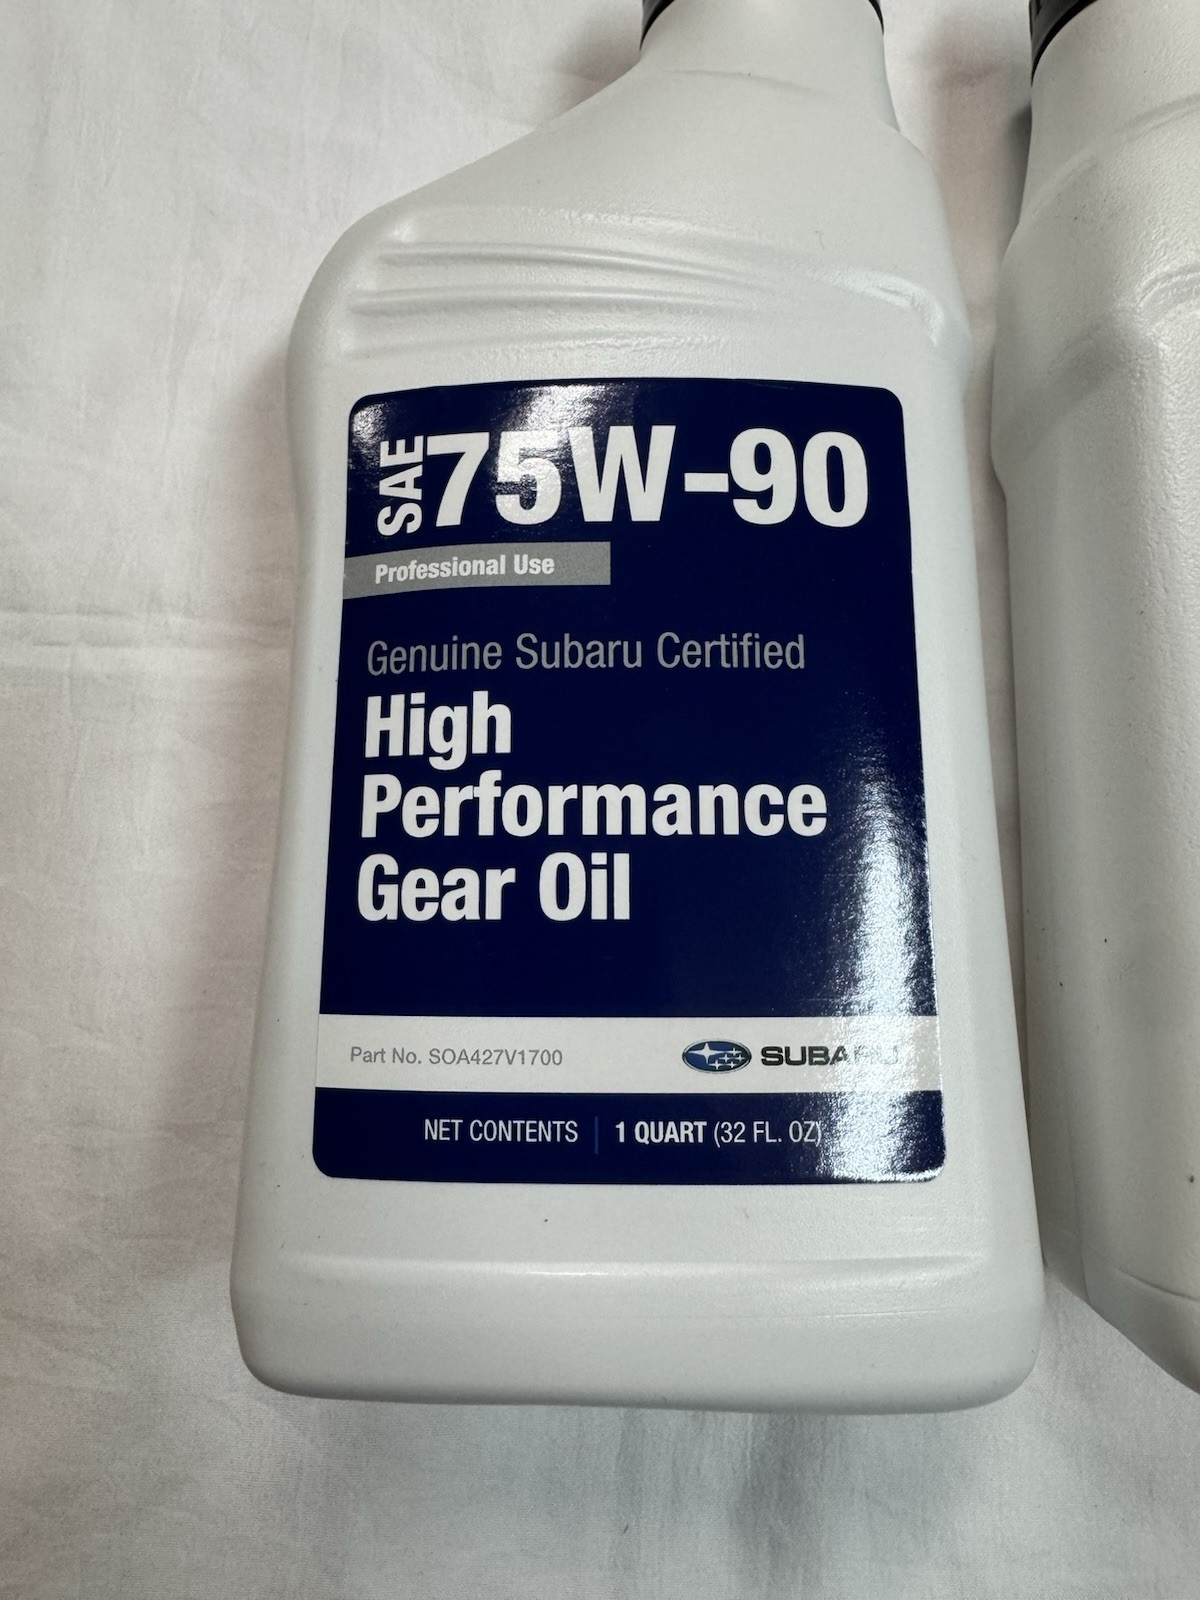 SAE 75W-90
Professional Use
Genuine Subaru Certified
High
Performance
Gear Oil
Part No. SOA427V1700 SUBARU
NET CONTENTS 1 QUART (32 FL. OZ)